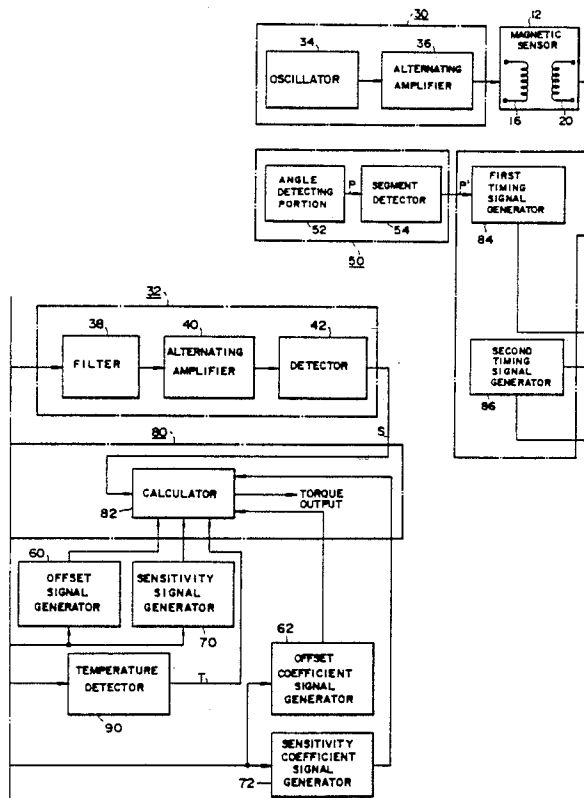 30
34
OSCILLATOR
36
ALTERNATING
AMPLIFIER
12
MAGNETIC
SENSOR
16
20
ANGLE
DETECTING
PORTION
52
P
SEGMENT
DETECTOR
54
50
P'
FIRST
TIMING
SIGNAL
GENERATOR
84
SECOND
TIMING
SIGNAL
GENERATOR
86
32
38
FILTER
40
ALTERNATING
AMPLIFIER
42
DETECTOR
S
80
CALCULATOR
82
TORQUE
OUTPUT
60
OFFSET
SIGNAL
GENERATOR
SENSITIVITY
SIGNAL
GENERATOR
70
TEMPERATURE
DETECTOR
90
T
62
OFFSET
COEFFICIENT
SIGNAL
GENERATOR
SENSITIVITY
COEFFICIENT
SIGNAL
GENERATOR
72